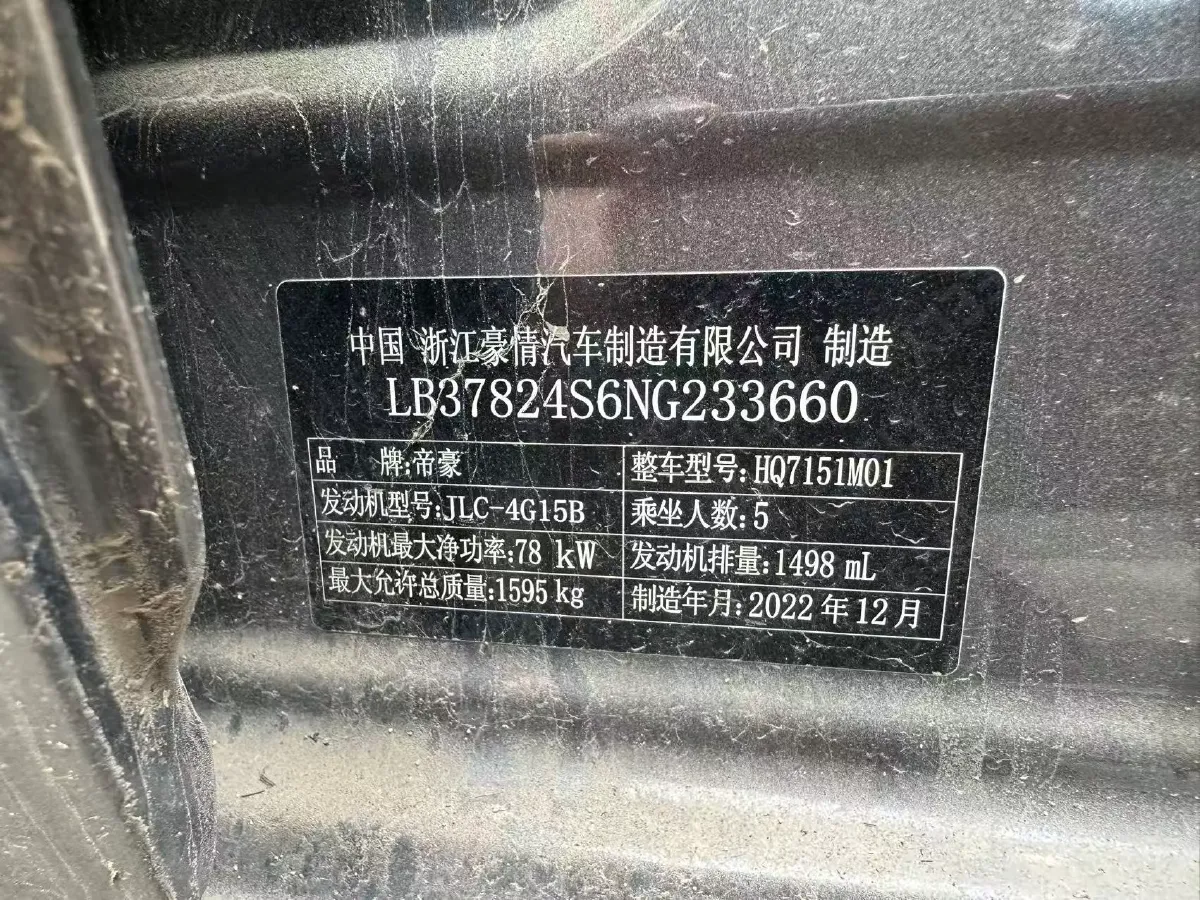 中国 浙江豪情汽车制造有限公司 制造
LB37824S6NG233660
品 牌:帝豪 整车型号:HQ7151M01
发动机型号:JLC-4G15B 乘坐人数:5
发动机最大净功率:78 kW 发动机排量:1498 mL
最大允许总质量:1595 kg 制造年月:2022年12月